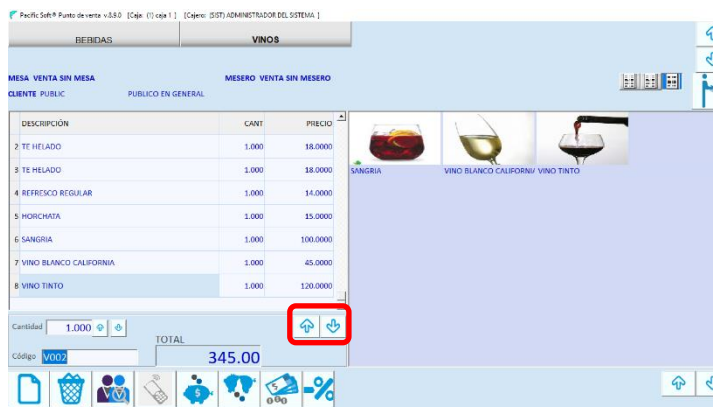 Pacific Soft® Punto de venta v.8.9.0 [Caja: (1) caja 1 ] [Cajero: (SIST) ADMINISTRADOR DEL SISTEMA ]
BEBIDAS VINOS
MESA VENTA SIN MESA MESERO VENTA SIN MESERO
CLIENTE PUBLIC PUBLICO EN GENERAL
DESCRIPCIÓN CANT PRECIO
2 TE HELADO 1.000 18.0000
3 TE HELADO 1.000 18.0000
4 REFRESCO REGULAR 1.000 14.0000
5 HORCHATA 1.000 15.0000
6 SANGRIA 1.000 100.0000
7 VINO BLANCO CALIFORNIA 1.000 45.0000
8 VINO TINTO 1.000 120.0000
SANGRIA VINO BLANCO CALIFORNI/ VINO TINTO
Cantidad 1.000
TOTAL
Código V002 345.00